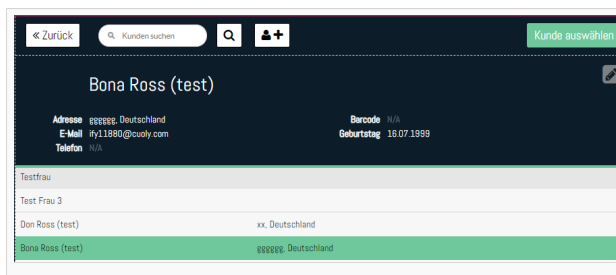 « Zurück Kunden suchen Kunde auswählen
Bona Ross (test)
Adresse gggggg, Deutschland Barcode N/A
E-Mail ify11880@cuoly.com Geburtstag 16.07.1999
Telefon N/A
Testfrau
Test Frau 3
Don Ross (test) xx, Deutschland
Bona Ross (test) gggggg, Deutschland